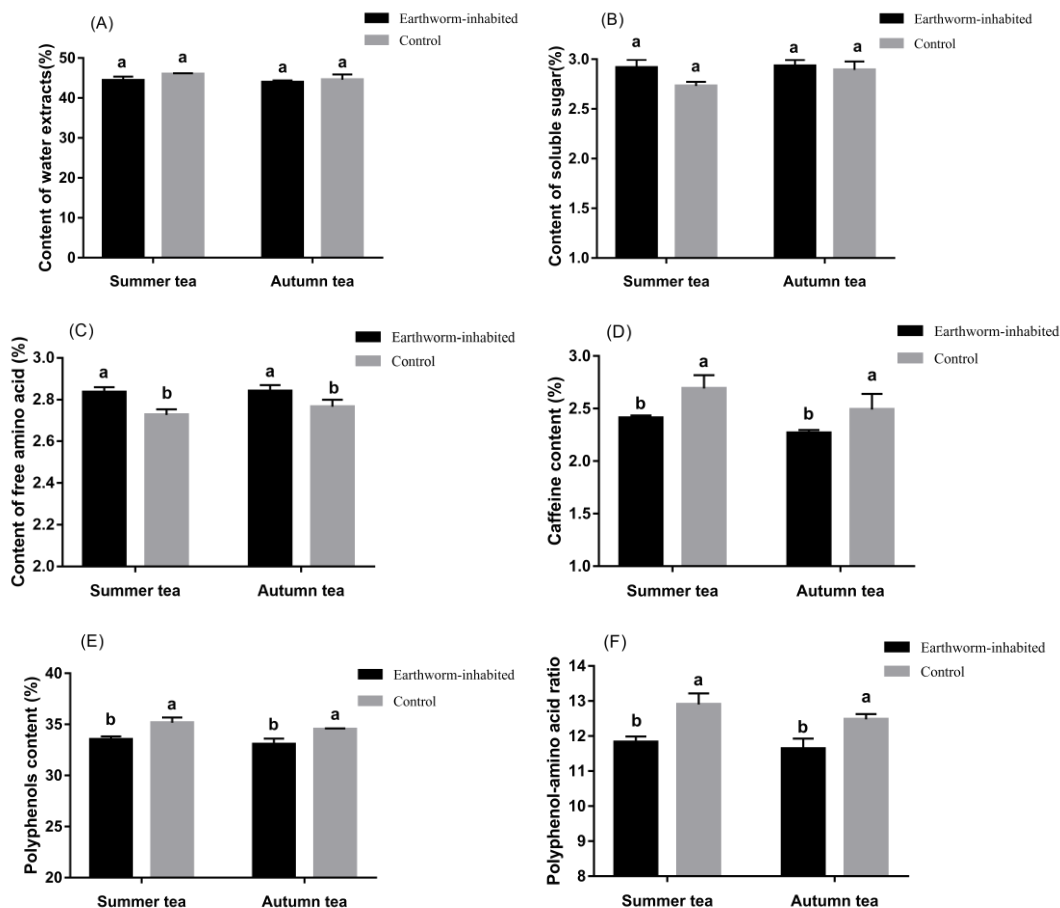 (A)
Earthworm-inhabited
Control
Content of water extracts(%)
50
40
30
20
10
0
a
a
a
a
Summer tea
Autumn tea
(B)
Earthworm-inhabited
Control
Content of soluble sugar(%)
3.0
2.5
2.0
1.5
1.0
a
a
a
a
Summer tea
Autumn tea
(C)
Earthworm-inhabited
Control
Content of free amino acid (%)
3.0
2.8
2.6
2.4
2.2
2.0
a
b
a
b
Summer tea
Autumn tea
(D)
Earthworm-inhabited
Control
Caffeine content (%)
3.0
2.5
2.0
1.5
1.0
b
a
b
a
Summer tea
Autumn tea
(E)
Earthworm-inhabited
Control
Polyphenols content (%)
40
35
30
25
20
b
a
b
a
Summer tea
Autumn tea
(F)
Earthworm-inhabited
Control
Polyphenol-amino acid ratio
14
13
12
11
10
9
8
b
a
b
a
Summer tea
Autumn tea